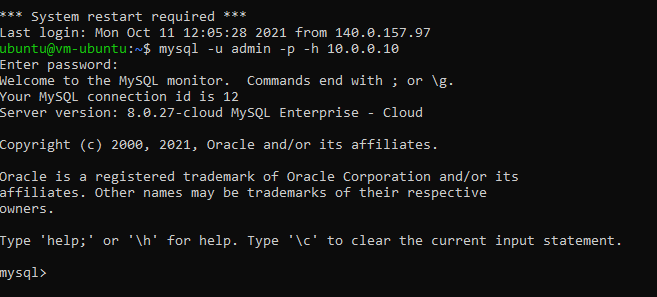 *** System restart required ***
Last login: Mon Oct 11 12:05:28 2021 from 140.0.157.97
ubuntu@vm-ubuntu:~$ mysql -u admin -p -h 10.0.0.10
Enter password:
Welcome to the MySQL monitor.  Commands end with ; or \g.
Your MySQL connection id is 12
Server version: 8.0.27-cloud MySQL Enterprise - Cloud

Copyright (c) 2000, 2021, Oracle and/or its affiliates.

Oracle is a registered trademark of Oracle Corporation and/or its
affiliates. Other names may be trademarks of their respective
owners.

Type 'help;' or '\h' for help. Type '\c' to clear the current input statement.

mysql>